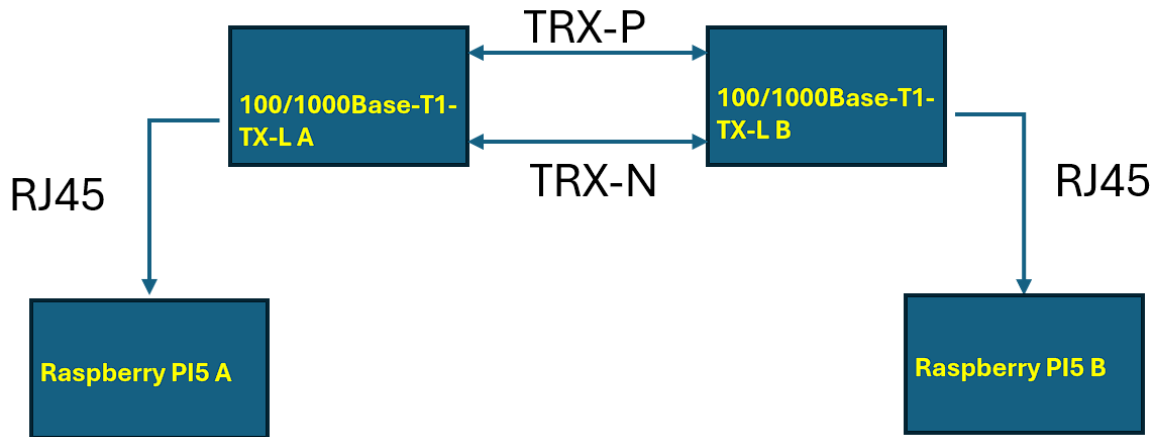 TRX-P
100/1000Base-T1-
TX-L A
100/1000Base-T1-
TX-L B
TRX-N
RJ45
RJ45
Raspberry PI5 A
Raspberry PI5 B